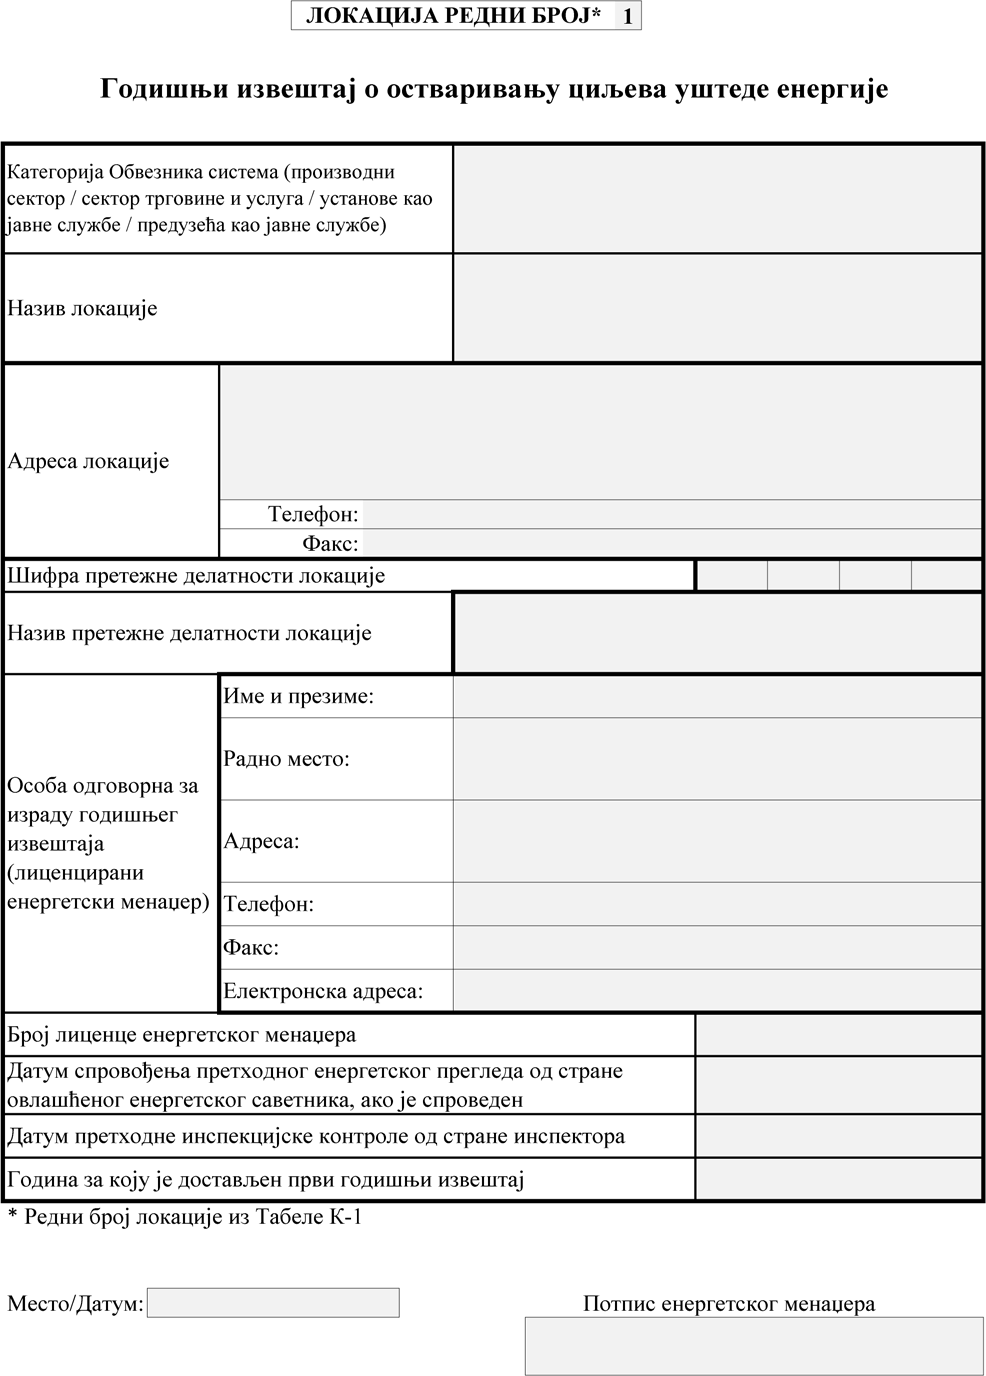 ЛОКАЦИЈА РЕДНИ БРОЈ* 1
Годишњи извештај о остваривању циљева уштеде енергије
Категорија Обвезника система (производни
сектор / сектор трговине и услуга / установе као
јавне службе / предузећа као јавне службе)
Назив локације
Адреса локације
Телефон:
Факс:
Шифра претежне делатности локације
Назив претежне делатности локације
Особа одговорна за
израду годишњег
извештаја
(лиценцирани
енергетски менаџер)
Име и презиме:
Радно место:
Адреса:
Телефон:
Факс:
Електронска адреса:
Број лиценце енергетског менаџера
Датум спровођења претходног енергетског прегледа од стране
овлашћеног енергетског саветника, ако је спроведен
Датум претходне инспекцијске контроле од стране инспектора
Година за коју је достављен први годишњи извештај
* Редни број локације из Табеле К-1
Место/Датум:
Потпис енергетског менаџера